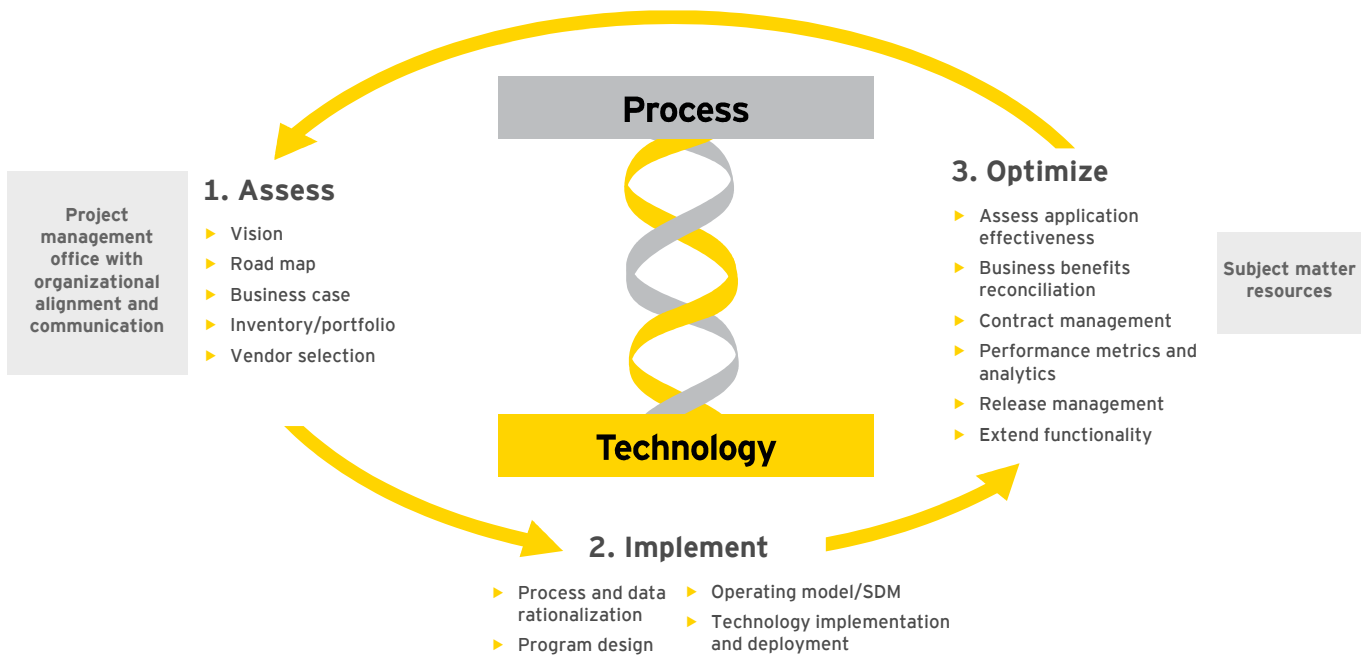 Process
Project
management
office with
organizational
alignment and
communication
1. Assess
Vision
Road map
Business case
Inventory/portfolio
Vendor selection
3. Optimize
Assess application
effectiveness
Business benefits
reconciliation
Contract management
Performance metrics and
analytics
Release management
Extend functionality
Subject matter
resources
Technology
2. Implement
Process and data
rationalization
Program design
Operating model/SDM
Technology implementation
and deployment